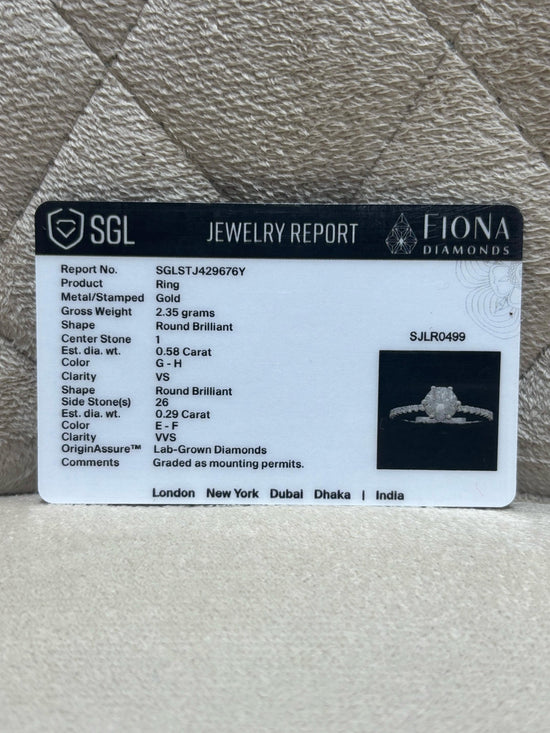 SGL
JEWELRY REPORT
FIONA
DIAMONDS
Report No. SGLSTJ429676Y
Product Ring
Metal/Stamped Gold
Gross Weight 2.35 grams
Shape Round Brilliant
Center Stone 1
Est. dia. wt. 0.58 Carat
Color G - H
Clarity VS
Shape Round Brilliant
Side Stone(s) 26
Est. dia. wt. 0.29 Carat
Color E - F
Clarity VVS
OriginAssure™ Lab-Grown Diamonds
Comments Graded as mounting permits.
SJLR0499
London New York Dubai Dhaka | India